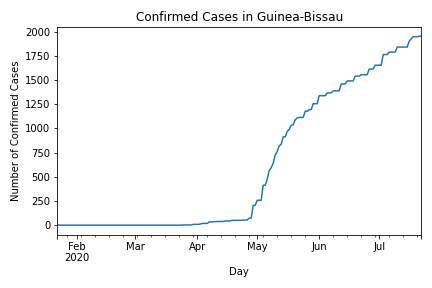 Confirmed Cases in Guinea-Bissau
Number of Confirmed Cases
2000
1750
1500
1250
1000
750
500
250
0
Feb Mar Apr May Jun Jul
2020
Day